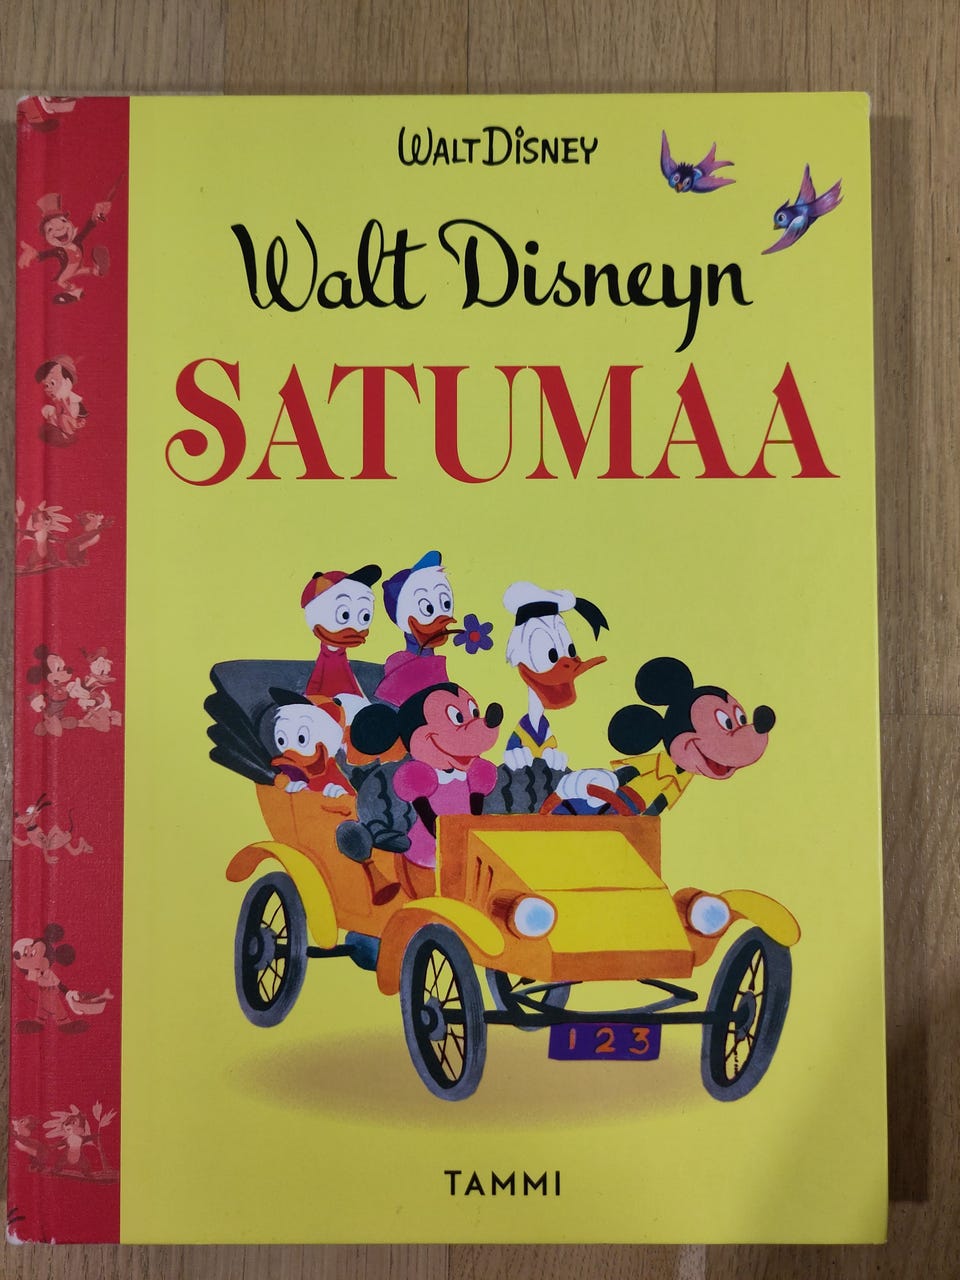 WALT DISNEY
Walt Disneyn
SATUMAA
1 2 3
TAMMI